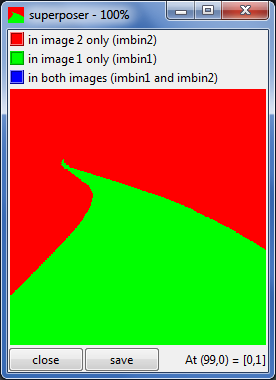 superposer - 100%
in image 2 only (imbin2)
in image 1 only (imbin1)
in both images (imbin1 and imbin2)
close save At (99,0) = [0,1]